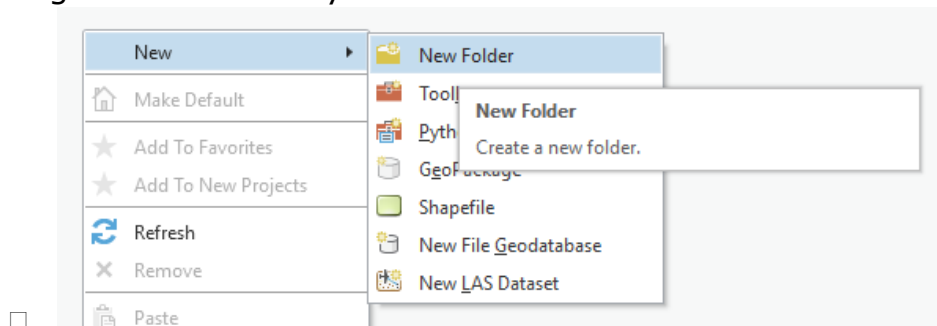 New
Make Default
Add To Favorites
Add To New Projects
Refresh
Remove
Paste
New Folder
New Folder
Create a new folder.
Shapefile
New File Geodatabase
New LAS Dataset